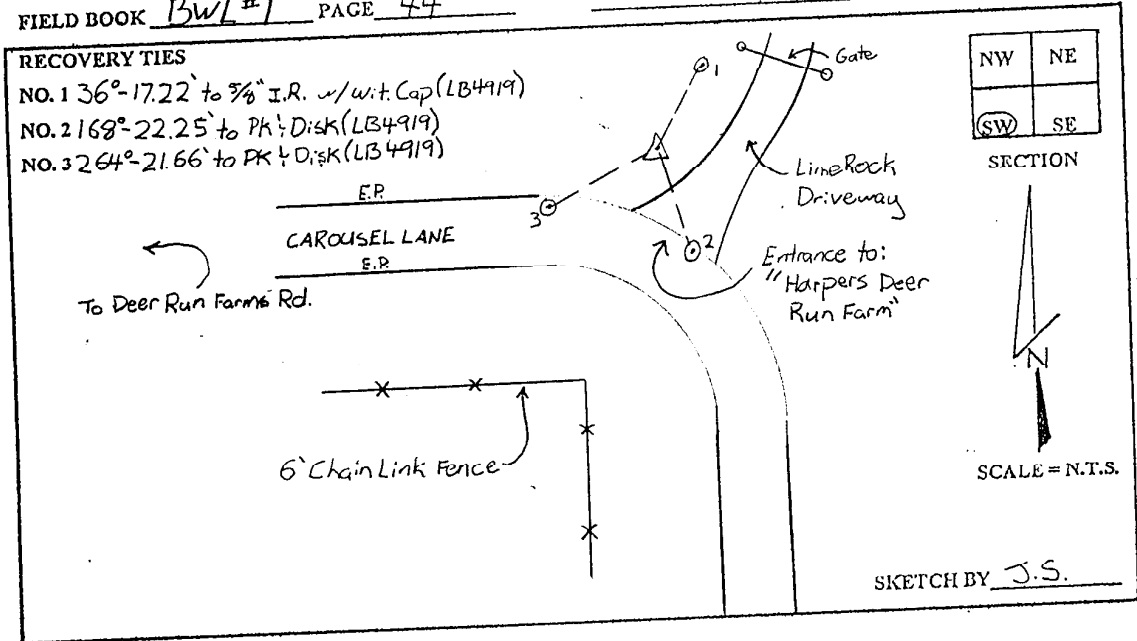 FIELD BOOK BWL #1 PAGE 44
RECOVERY TIES
NO. 1 36°-17.22' to 5/8" I.R. w/ wit. Cap (LB4919)
NO. 2 168°-22.25' to PK & Disk (LB4919)
NO. 3 264°-21.66' to PK & Disk (LB4919)
Gate
NW NE
SW SE
SECTION
1
2
3
LimeRock
Driveway
E.P.
CAROUSEL LANE
E.P.
To Deer Run Farms Rd.
Entrance to:
"Harpers Deer
Run Farm"
N
6' Chain Link Fence
SCALE = N.T.S.
SKETCH BY J.S.